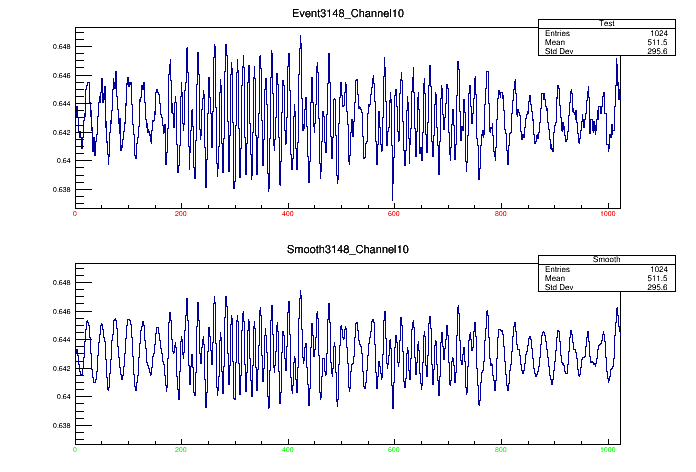 Event3148_Channel10
Test
Entries 1024
Mean 511.5
Std Dev 295.6
0.648
0.646
0.644
0.642
0.64
0.638
0 200 400 600 800 1000
Smooth3148_Channel10
Smooth
Entries 1024
Mean 511.5
Std Dev 295.6
0.648
0.646
0.644
0.642
0.64
0.638
0 200 400 600 800 1000